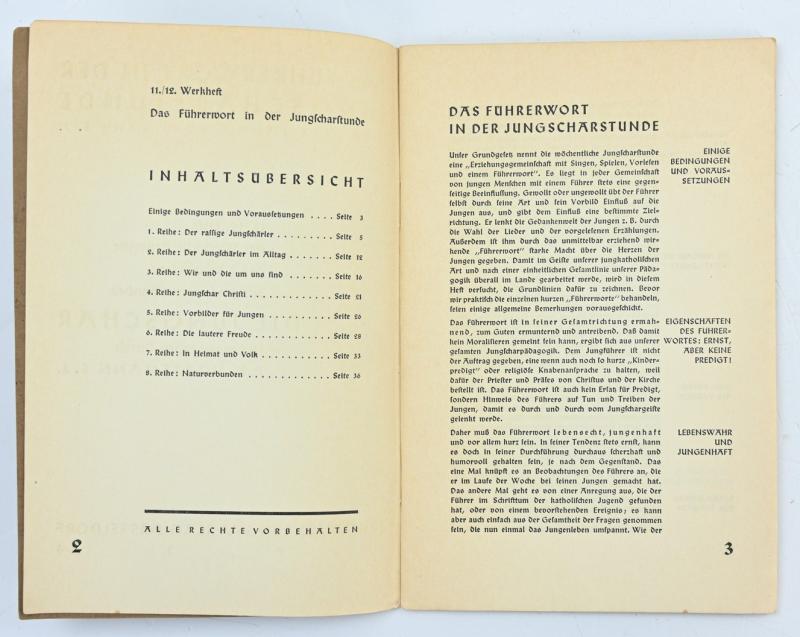 11./12. Werkheft
Das Führerwort in der Jungscharstunde
INHALTSÜBERSICHT
Einige Bedingungen und Voraussetzungen .... Seite 3
1. Reihe: Der rassige Jungschärler ......... Seite 5
2. Reihe: Der Jungschärler im Alltag ....... Seite 12
3. Reihe: Wir und die um uns sind ........ Seite 16
4. Reihe: Jungschar Christi ............ Seite 21
5. Reihe: Vorbilder für Jungen .......... Seite 26
6. Reihe: Die lautere Freude ........... Seite 28
7. Reihe: In Heimat und Volk .......... Seite 33
8. Reihe: Naturverbunden ............ Seite 36
ALLE RECHTE VORBEHALTEN
2
DAS FÜHRERWORT
IN DER JUNGSCHARSTUNDE
Unser Grundgesetz nennt die wöchentliche Jungscharstunde
eine „Erziehungsgemeinschaft mit Singen, Spielen, Vorlesen
und einem Führerwort“. Es liegt in jeder Gemeinschaft
von jungen Menschen mit einem Führer stets eine gegen-
seitige Beeinflussung. Gewollt oder ungewollt übt der Führer
selbst durch seine Art und sein Vorbild Einfluß auf die
Jungen aus, und gibt dem Einfluß eine bestimmte Ziel-
richtung. Er lenkt die Gedankenwelt der Jungen z. B. durch
die Wahl der Lieder und der vorgelesenen Erzählungen.
Außerdem ist ihm durch das unmittelbar erziehend wir-
kende „Führerwort“ starke Macht über die Herzen der
Jungen gegeben. Damit im Geiste unserer jungkatholischen
Art und nach einer einheitlichen Gesamtlinie unserer Päda-
gogik überall im Lande gearbeitet werde, wird in diesem
Heft versucht, die Grundlinien dafür zu zeichnen. Bevor
wir praktisch die einzelnen kurzen „Führerworte“ behandeln,
seien einige allgemeine Bemerkungen vorausgeschickt.
EINIGE
BEDINGUNGEN
UND VORAUS-
SETZUNGEN
Das Führerwort ist in seiner Gesamtrichtung ermah-
nend, zum Guten ermunternd und antreibend. Daß damit
kein Moralisieren gemeint sein kann, ergibt sich aus unserer
gesamten Jungscharpädagogik. Dem Jungführer ist nicht
der Auftrag gegeben, eine wenn auch noch so kurze „Kinder-
predigt“ oder religiöse Knabenansprache zu halten, weil
dafür der Priester und Präses von Christus und der Kirche
bestellt ist. Das Führerwort ist auch kein Ersatz für Predigt,
sondern Hinweis des Führers auf Tun und Treiben der
Jungen, damit es durch und durch vom Jungschargeiste
gelenkt werde.
EIGENSCHAFTEN
DES FÜHRER-
WORTES: ERNST,
ABER KEINE
PREDIGT!
Daher muß das Führerwort lebensecht, jungenhaft
und vor allem kurz sein. In seiner Tendenz stets ernst, kann
es doch in seiner Durchführung durchaus scherzhaft und
humorvoll gehalten sein, je nach dem Gegenstand. Das
eine Mal knüpft es an Beobachtungen des Führers an, die
er im Laufe der Woche bei seinen Jungen gemacht hat.
Das andere Mal geht es von einer Anregung aus, die der
Führer im Schrifttum der katholischen Jugend gefunden
hat, oder von einem bevorstehenden Ereignis; es kann
aber auch einfach aus der Gesamtheit der Fragen genommen
sein, die nun einmal das Jungenleben umspannt. Wie der
LEBENSWAHR
UND
JUNGENHAFT
3